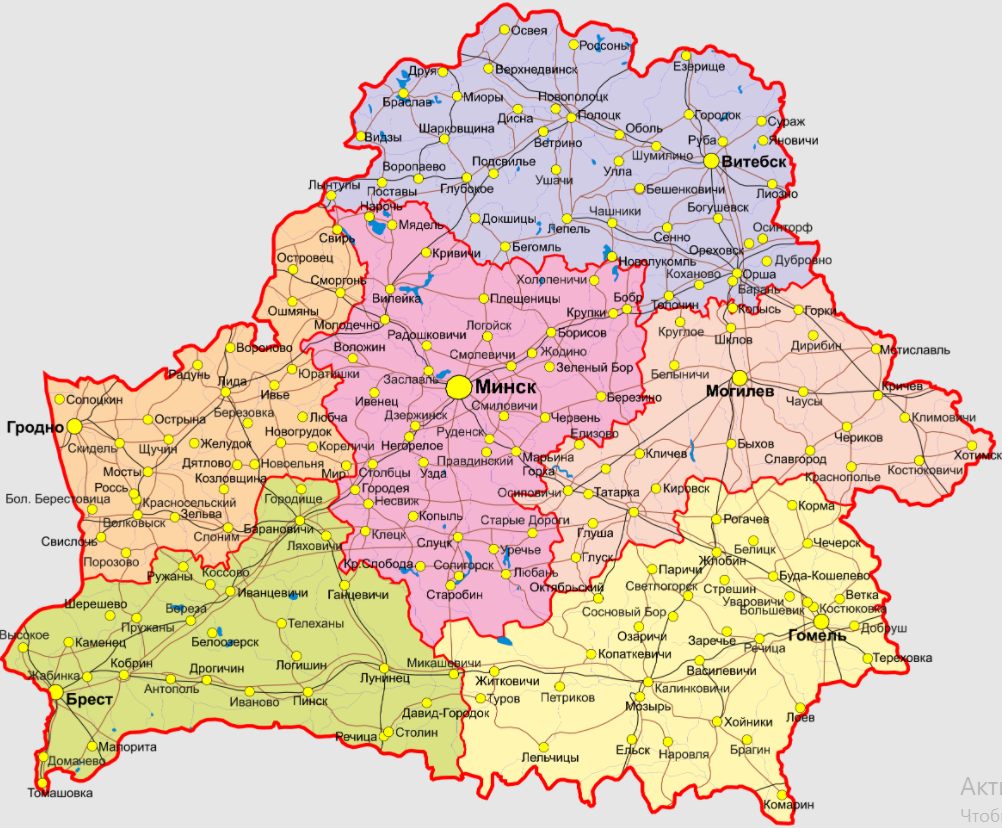 Освея
Россоны
Езерище
Верхнедвинск
Друя
Браслав
Миоры
Новополоцк
Дисна
Полоцк
Городок
Сураж
Видзы
Шарковщина
Ветрино
Оболь
Руба
Яновичи
Шумилино
Витебск
Воропаево
Подсвилье
Улла
Лынтупы
Поставы
Глубокое
Ушачи
Бешенковичи
Лиозно
Нарочь
Мядель
Докшицы
Лепель
Чашники
Богушевск
Осинторф
Свирь
Сенно
Ореховск
Бегомль
Кривичи
Новолукомль
Дубровно
Островец
Коханово
Орша
Сморгонь
Холопеничи
Барань
Вилейка
Плещеницы
Бобр
Толочин
Ошмяны
Копысь
Горки
Молодечно
Крупки
Логойск
Круглое
Радошковичи
Борисов
Шклов
Дирибин
Вороново
Воложин
Смолевичи
Жодино
Мстиславль
Радунь
Юратишки
Зеленый Бор
Белыничи
Лида
Заславль
Минск
Могилев
Кричев
Солоцкин
Ивье
Ивенец
Березино
Чаусы
Смиловичи
Березовка
Любча
Дзержинск
Червень
Климовичи
Гродно
Острына
Новогрудок
Руденск
Елизово
Чериков
Скидель
Щучин
Желудок
Кореличи
Негорелое
Быхов
Хотимск
Марьина
Горка
Правдинский
Кличев
Славгород
Мосты
Дятлово
Новоельня
Мир
Столбцы
Узда
Костюковичи
Козловщина
Краснополье
Россь
Городея
Кировск
Бол. Берестовица
Красносельский
Городище
Несвиж
Осиповичи
Татарка
Корма
Зельва
Волковыск
Копыль
Старые Дороги
Рогачев
Слоним
Барановичи
Глуша
Свислочь
Клецк
Слуцк
Ляховичи
Уречье
Белицк
Чечерск
Порозово
Глуск
Жлобин
Кр.Слобода
Солигорск
Любань
Паричи
Ружаны
Коссово
Октябрьский
Светлогорск
Стрешин
Буда-Кошелево
Иванцевичи
Ганцевичи
Старобин
Ветка
Шерешево
Уваровичи
Береза
Сосновый Бор
Большевик
Костюковка
Пружаны
Телеханы
Высокое
Озаричи
Гомель
Добруш
Каменец
Белоозерск
Заречье
Речица
Кобрин
Логишин
Микашевичи
Копаткевичи
Тереховка
Жабинка
Дрогичин
Лунинец
Василевичи
Антополь
Житковичи
Калинковичи
Брест
Иваново
Пинск
Туров
Петриков
Мозырь
Давид-Городок
Лоев
Хойники
Речица
Столин
Малорита
Ельск
Наровля
Брагин
Доманево
Лельчицы
Томашовка
Комарин
Акти
Чтоб